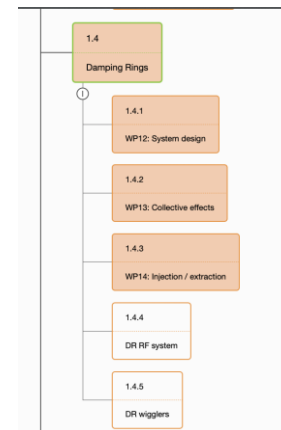 1.4
Damping Rings
1.4.1
WP12: System design
1.4.2
WP13: Collective effects
1.4.3
WP14: Injection / extraction
1.4.4
DR RF system
1.4.5
DR wigglers